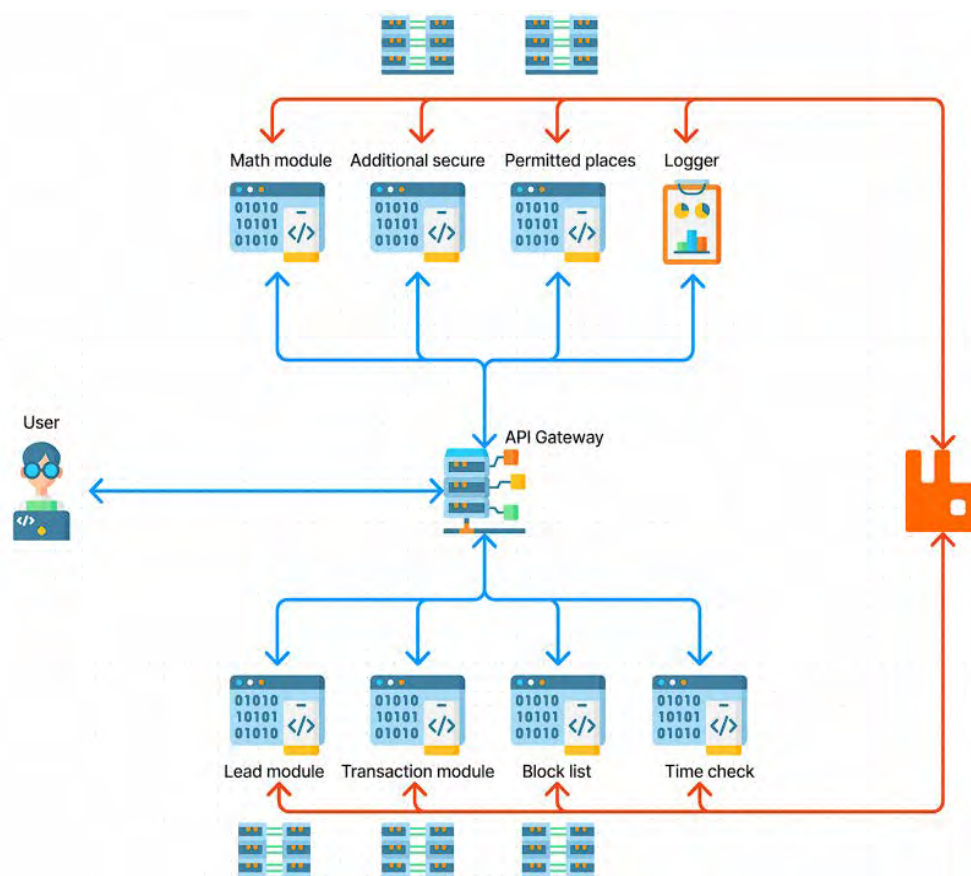 Math module
Additional secure
Permitted places
Logger
01010
10101
01010
</>
01010
10101
01010
</>
01010
10101
01010
</>
API Gateway
User
</>
01010
10101
01010
</>
01010
10101
01010
</>
01010
10101
01010
</>
01010
10101
01010
</>
Lead module
Transaction module
Block list
Time check